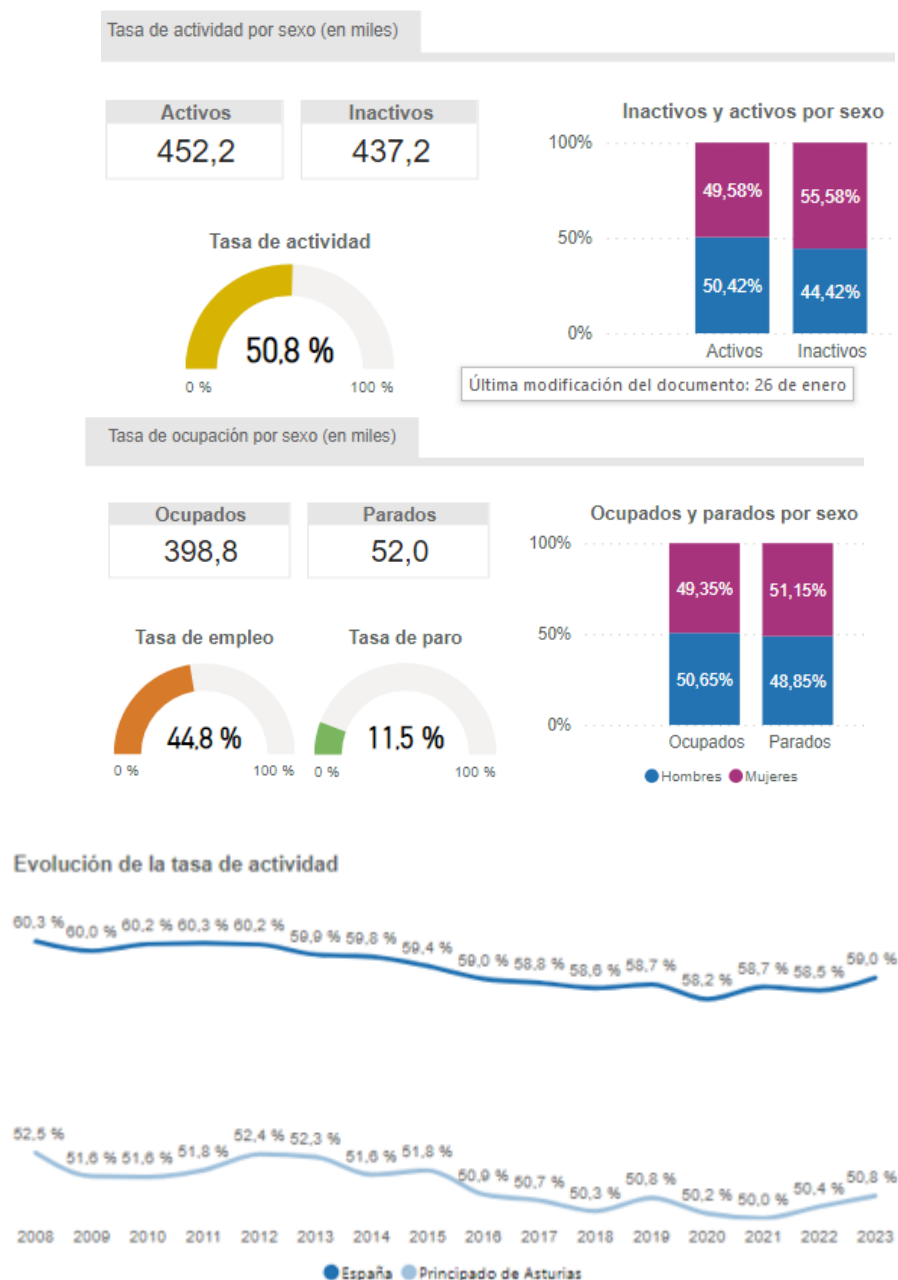 Tasa de actividad por sexo (en miles)
Activos
Inactivos
452,2
437,2
Tasa de actividad
50,8 %
0 %
100 %
Inactivos y activos por sexo
100%
50%
0%
49,58%
55,58%
50,42%
44,42%
Activos
Inactivos
Última modificación del documento: 26 de enero
Tasa de ocupación por sexo (en miles)
Ocupados
Parados
398,8
52,0
Tasa de empleo
Tasa de paro
44,8 %
11,5 %
0 %
100 %
0 %
100 %
Ocupados y parados por sexo
100%
50%
0%
49,35%
51,15%
50,65%
48,85%
Ocupados
Parados
Hombres
Mujeres
Evolución de la tasa de actividad
60,3 % 60,0 % 60,2 % 60,3 % 60,2 % 59,9 % 59,8 % 59,4 % 59,0 % 58,8 % 58,6 % 58,7 % 58,2 % 58,7 % 58,5 % 59,0 %
52,5 % 51,6 % 51,6 % 51,8 % 52,4 % 52,3 % 51,6 % 51,8 % 50,9 % 50,7 % 50,3 % 50,8 % 50,2 % 50,0 % 50,4 % 50,8 %
2008 2009 2010 2011 2012 2013 2014 2015 2016 2017 2018 2019 2020 2021 2022 2023
España Principado de Asturias